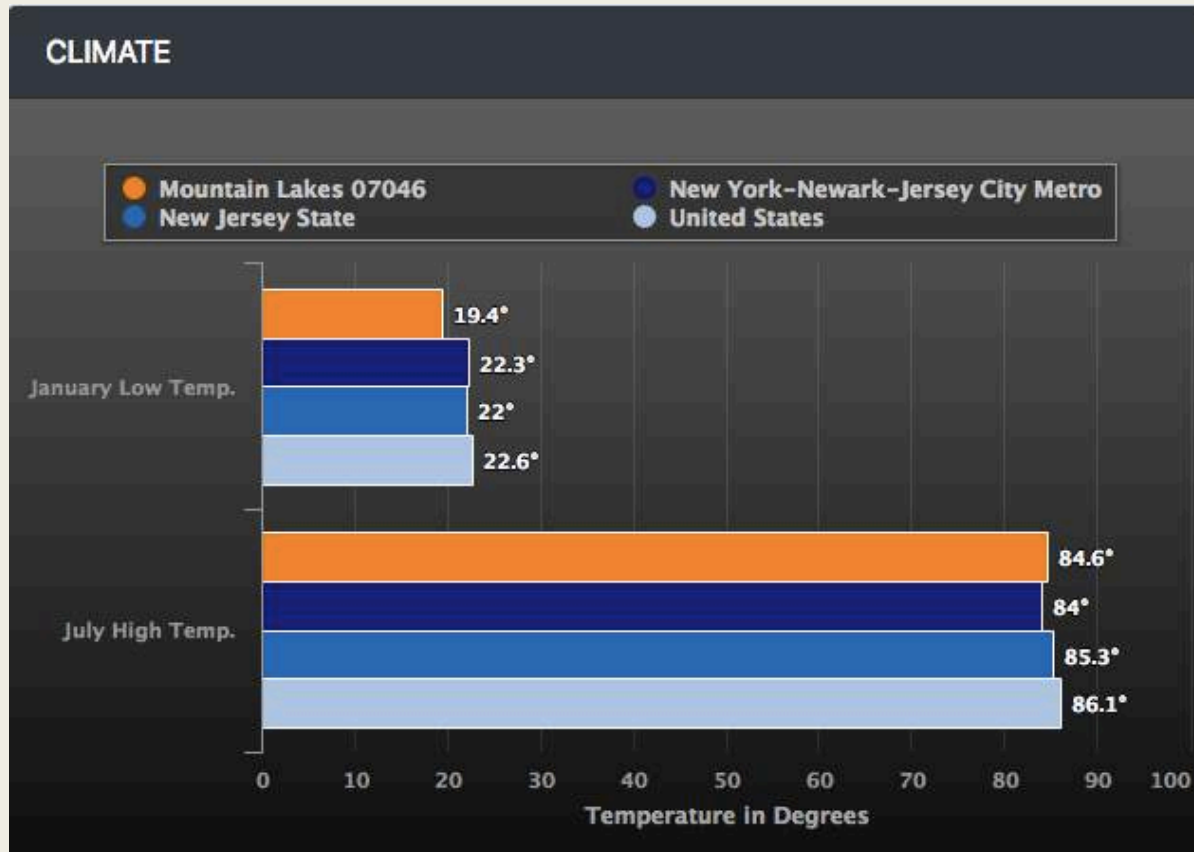 CLIMATE
Mountain Lakes 07046
New York-Newark-Jersey City Metro
New Jersey State
United States
19.4°
22.3°
January Low Temp.
22°
22.6°
84.6°
84°
July High Temp.
85.3°
86.1°
0 10 20 30 40 50 60 70 80 90 100
Temperature in Degrees